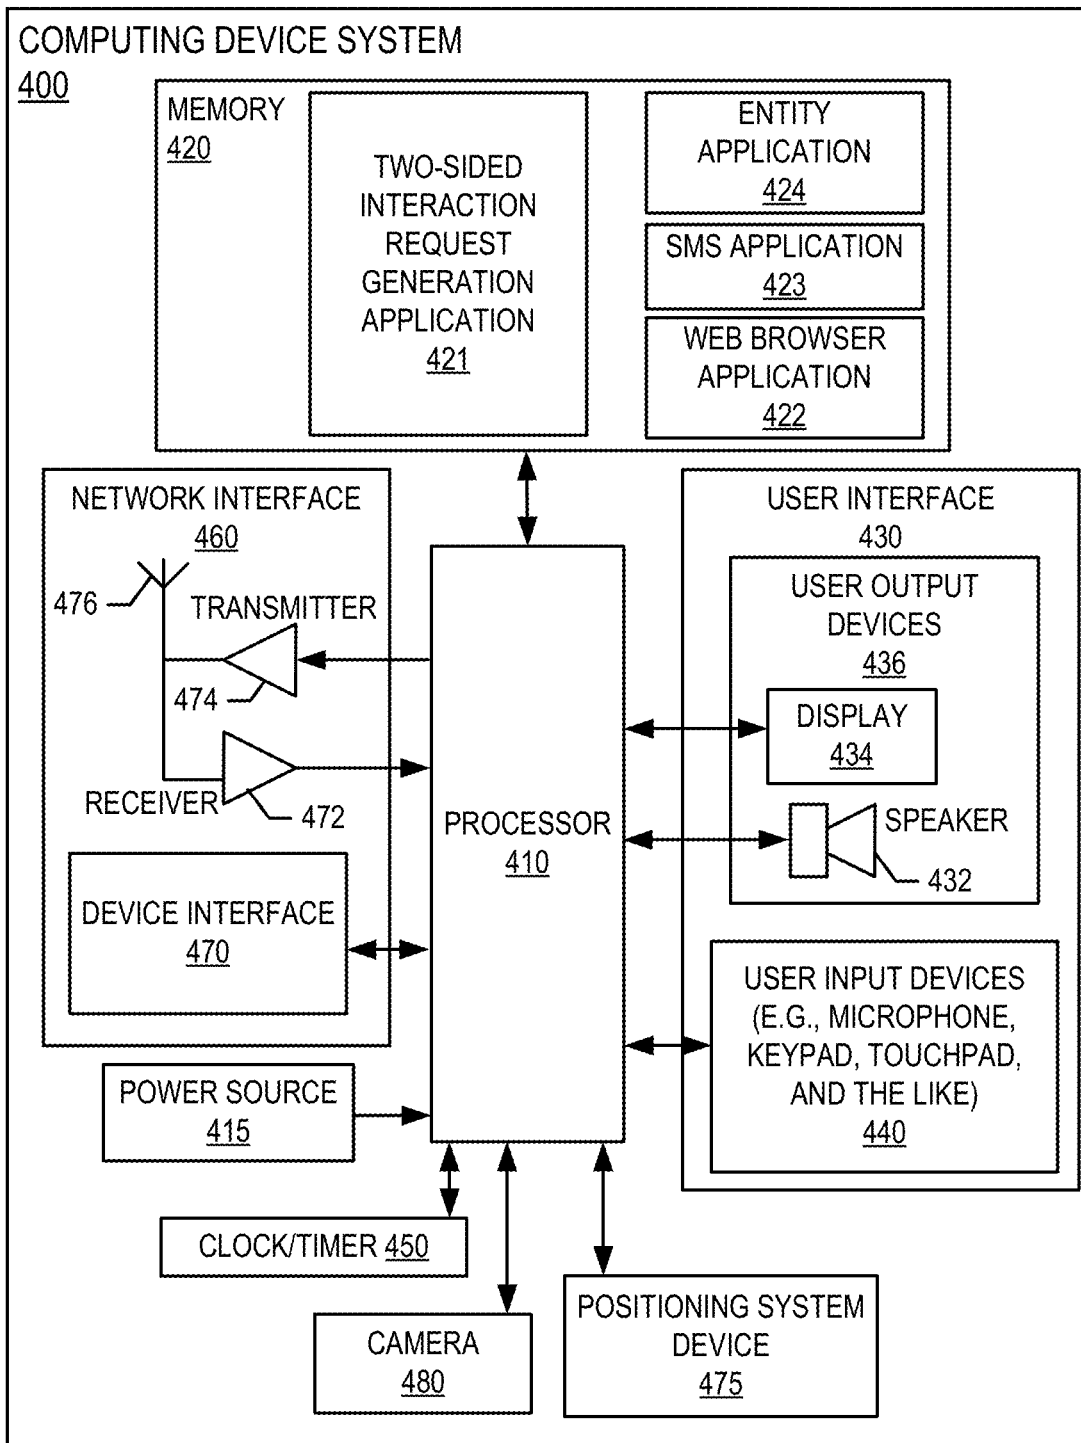 COMPUTING DEVICE SYSTEM
400
MEMORY
420
TWO-SIDED
INTERACTION
REQUEST
GENERATION
APPLICATION
421
ENTITY
APPLICATION
424
SMS APPLICATION
423
WEB BROWSER
APPLICATION
422
NETWORK INTERFACE
460
476
TRANSMITTER
474
RECEIVER
472
DEVICE INTERFACE
470
PROCESSOR
410
USER INTERFACE
430
USER OUTPUT
DEVICES
436
DISPLAY
434
SPEAKER
432
USER INPUT DEVICES
(E.G., MICROPHONE,
KEYPAD, TOUCHPAD,
AND THE LIKE)
440
POWER SOURCE
415
CLOCK/TIMER 450
CAMERA
480
POSITIONING SYSTEM
DEVICE
475